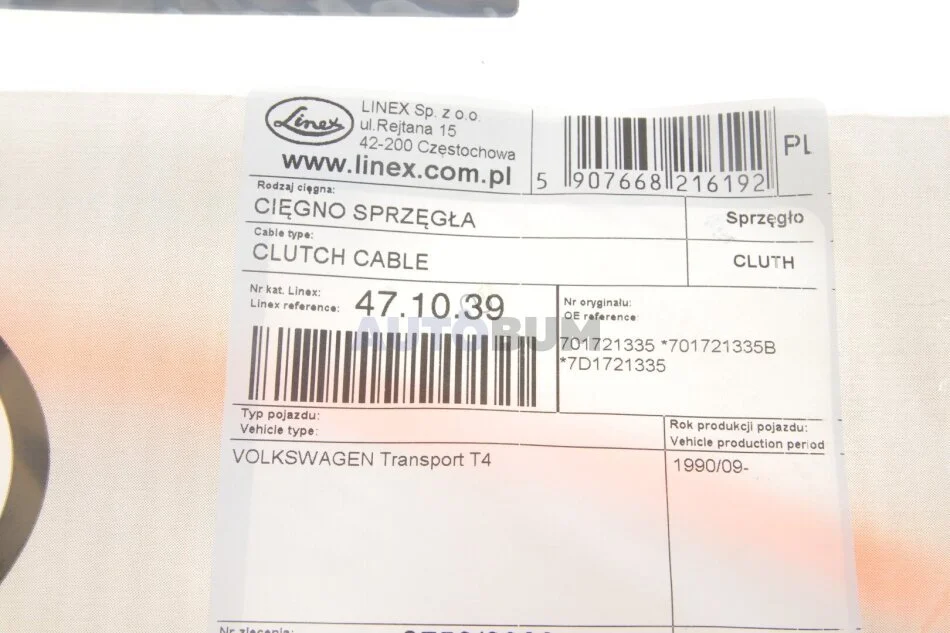 Linex
LINEX Sp. z o.o.
ul.Rejtana 15
42-200 Częstochowa
www.linex.com.pl
5 907668 216192
PL
Rodzaj cięgna:
CIĘGNO SPRZĘGŁA
Sprzęgło
Cable type:
CLUTCH CABLE
CLUTH
Nr kat. Linex:
Linex reference: 47.10.39
Nr oryginału:
OE reference:
701721335 *701721335B
*7D1721335
AUTOBUM
Typ pojazdu:
Vehicle type:
Rok produkcji pojazdu:
Vehicle production period
VOLKSWAGEN Transport T4
1990/09-
Nr zlecenia: